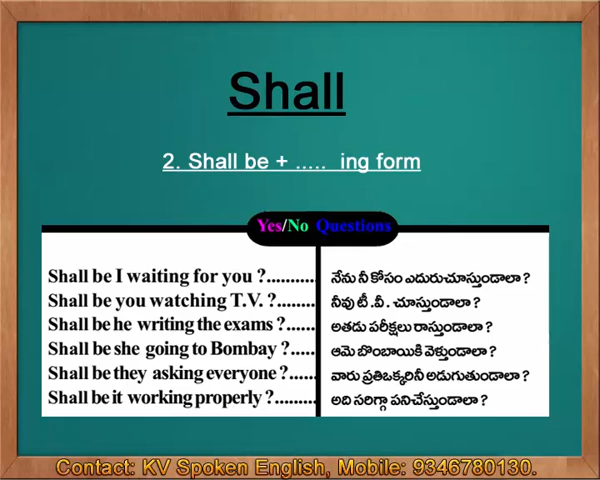 Shall
2. Shall be + ..... ing form
Yes/No Questions
Shall be I waiting for you ?.......... నేను నీ కోసం ఎదురుచూస్తుండాలా ?
Shall be you watching T.V. ?........ నీవు టీ .వీ . చూస్తుండాలా ?
Shall be he writing the exams ?...... అతడు పరీక్షలు రాస్తుండాలా ?
Shall be she going to Bombay ?...... ఆమె బొంబాయికి వెళ్తుండాలా ?
Shall be they asking everyone ?...... వారు ప్రతిఒక్కరినీ అడుగుతుండాలా ?
Shall be it working properly ?......... అది సరిగ్గా పనిచేస్తుండాలా ?
Contact: KV Spoken English, Mobile: 9346780130.